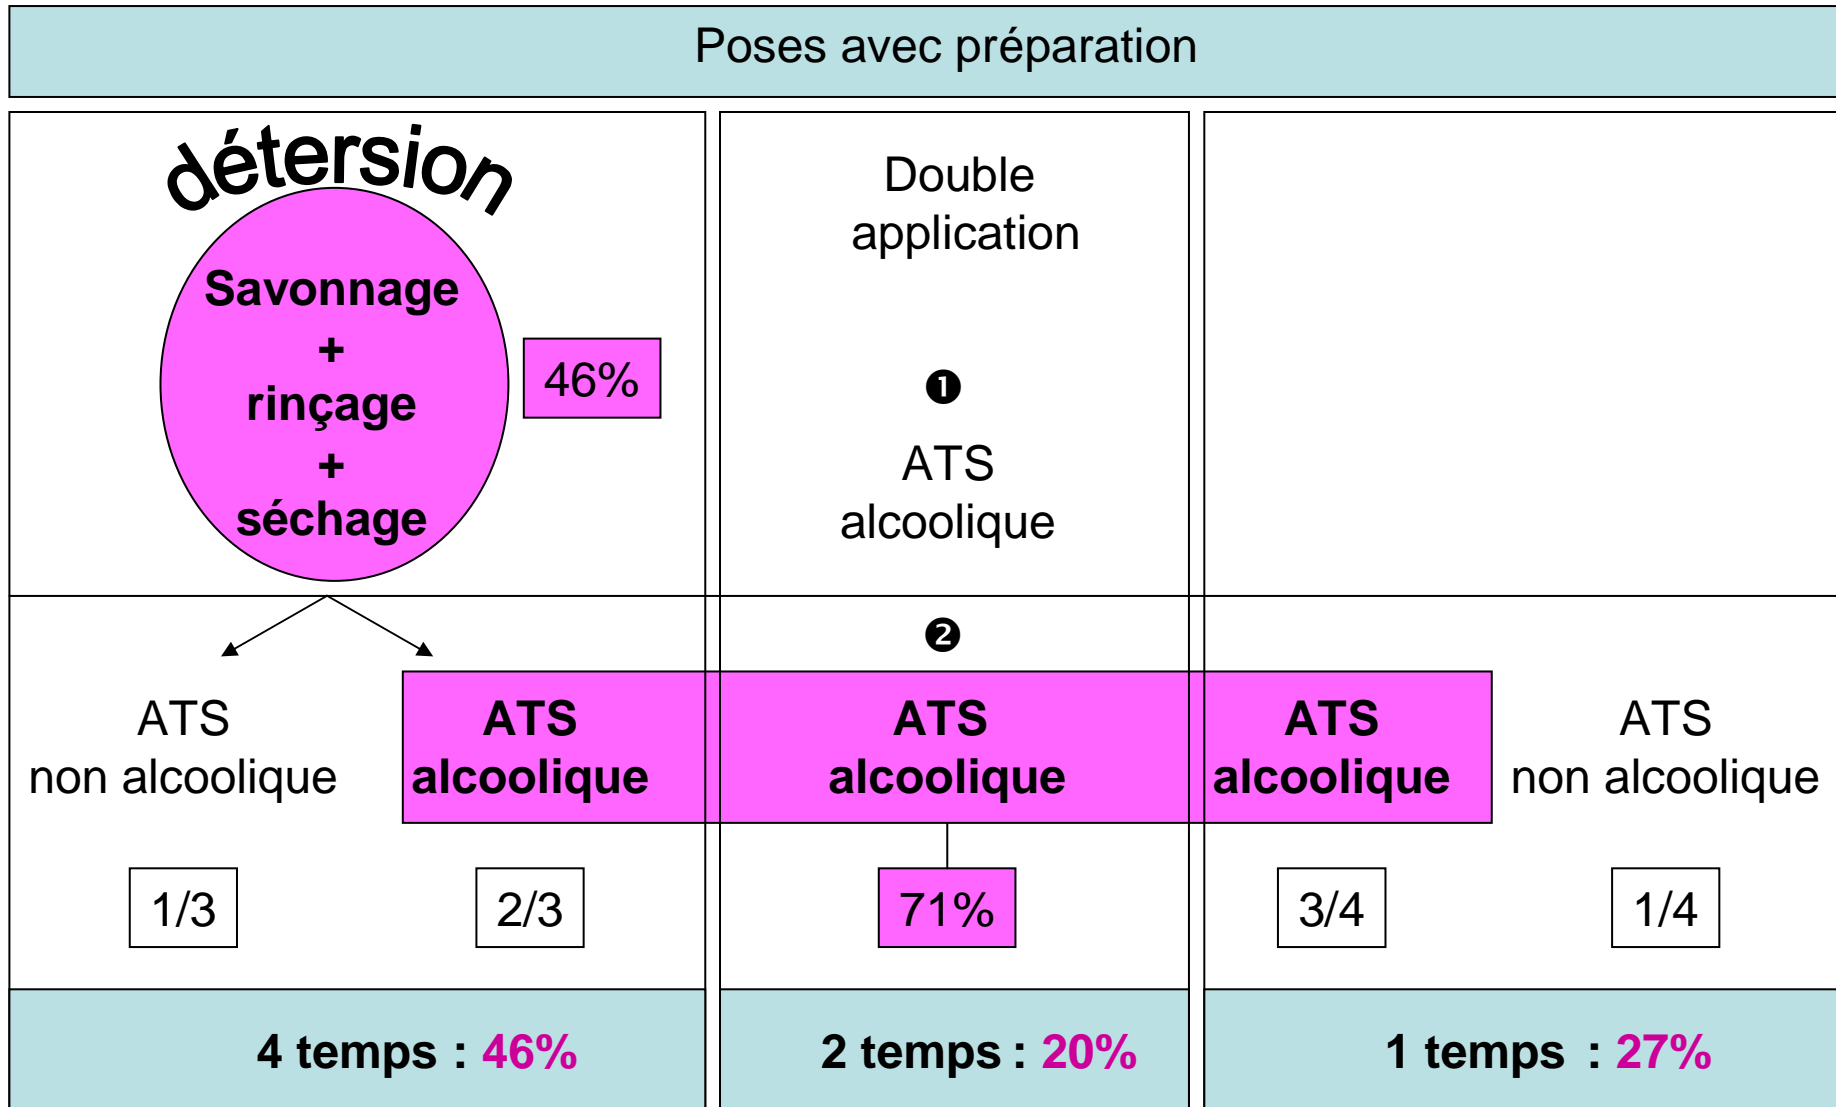 Poses avec préparation
détersion
Savonnage
+
rinçage
+
séchage
46%
Double
application
❶
ATS
alcoolique
❷
ATS
non alcoolique
ATS
alcoolique
ATS
alcoolique
ATS
alcoolique
ATS
non alcoolique
1/3
2/3
71%
3/4
1/4
4 temps : 46%
2 temps : 20%
1 temps : 27%